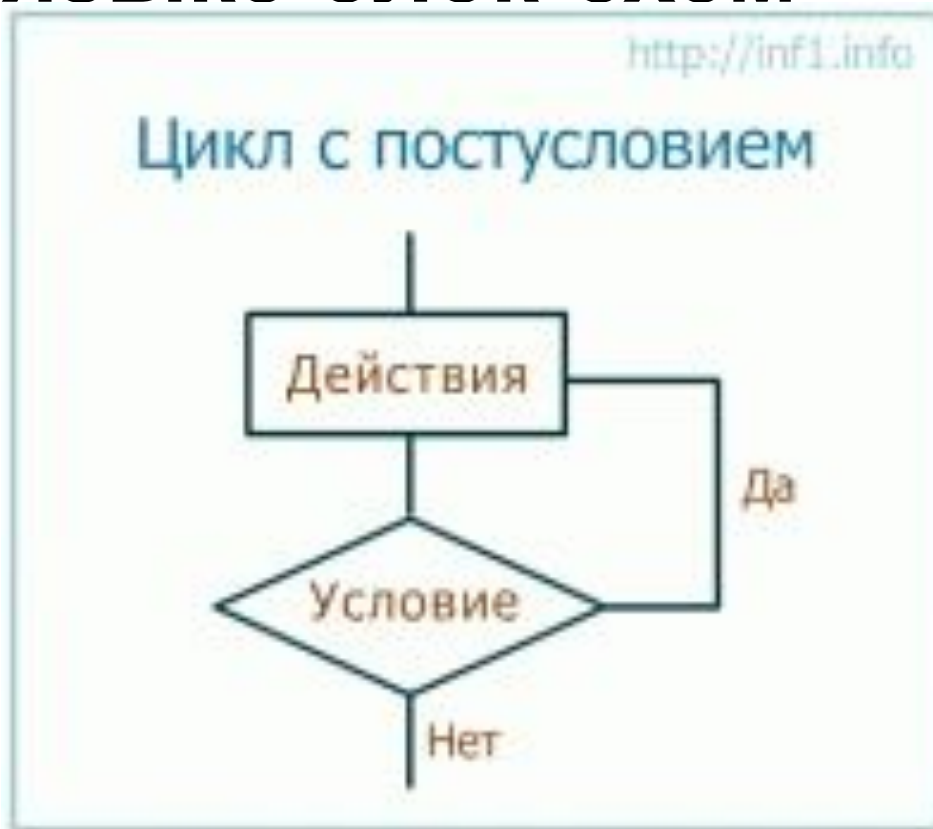 http://inf1.info
Цикл с постусловием
Действия
Да
Условие
Нет